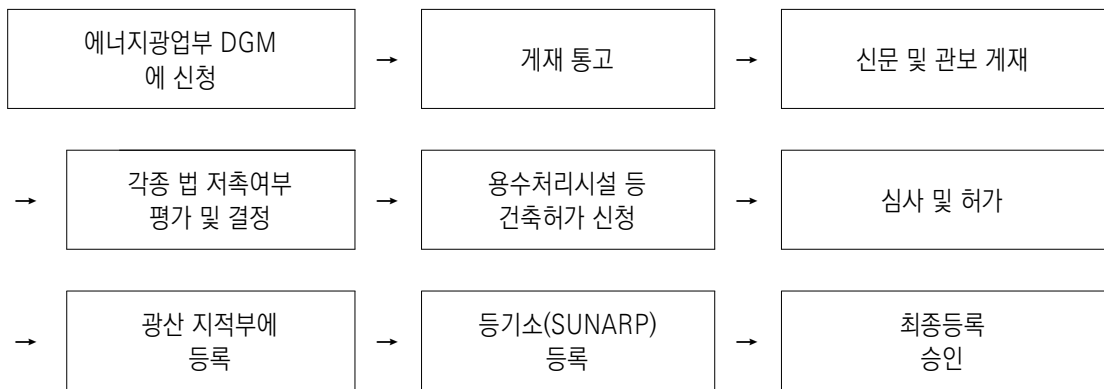 에너지광업부 DGM
에 신청
→
게재 통고
→
신문 및 관보 게재
→
각종 법 저촉여부
평가 및 결정
→
용수처리시설 등
건축허가 신청
→
심사 및 허가
→
광산 지적부에
등록
→
등기소(SUNARP)
등록
→
최종등록
승인